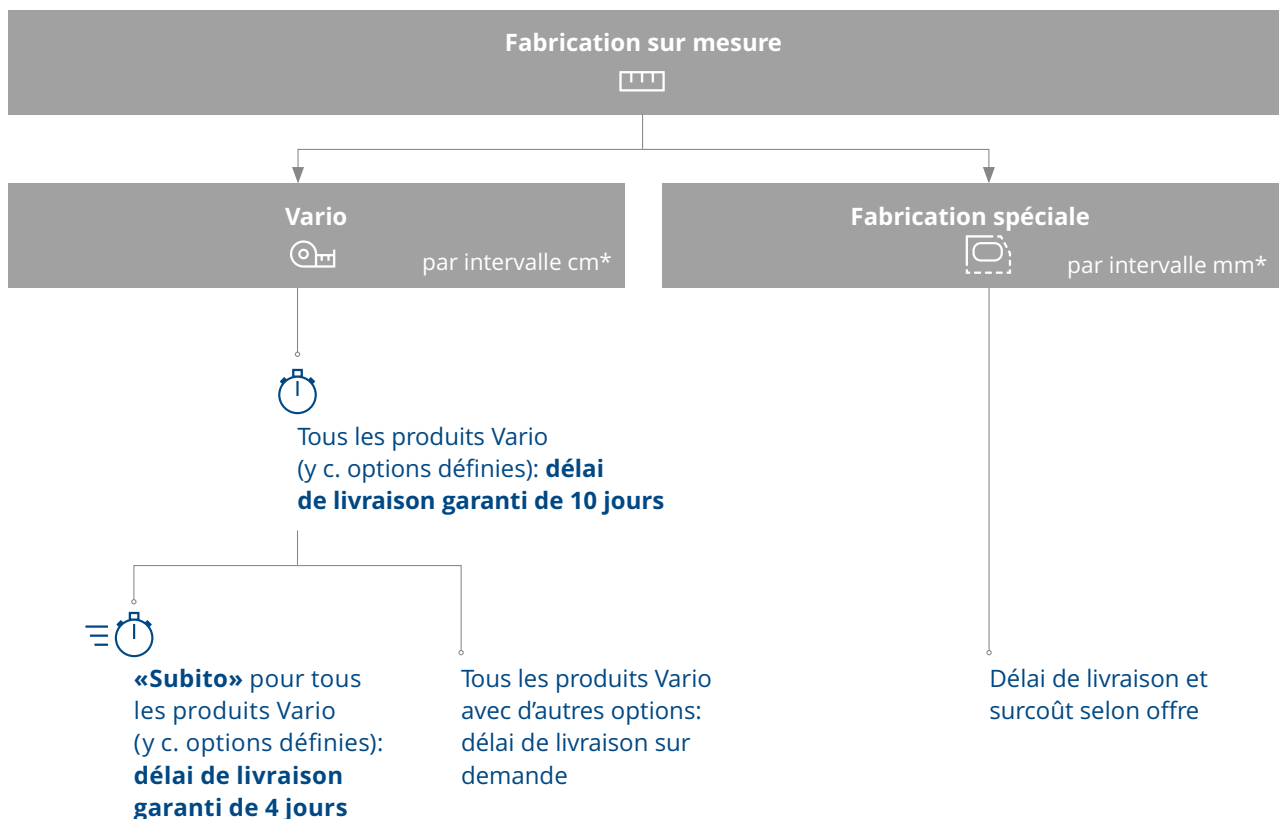 Fabrication sur mesure
Vario
par intervalle cm*
Fabrication spéciale
par intervalle mm*
Tous les produits Vario
(y c. options définies): délai
de livraison garanti de 10 jours
«Subito» pour tous
les produits Vario
(y c. options définies):
délai de livraison
garanti de 4 jours
Tous les produits Vario
avec d’autres options:
délai de livraison sur
demande
Délai de livraison et
surcoût selon offre